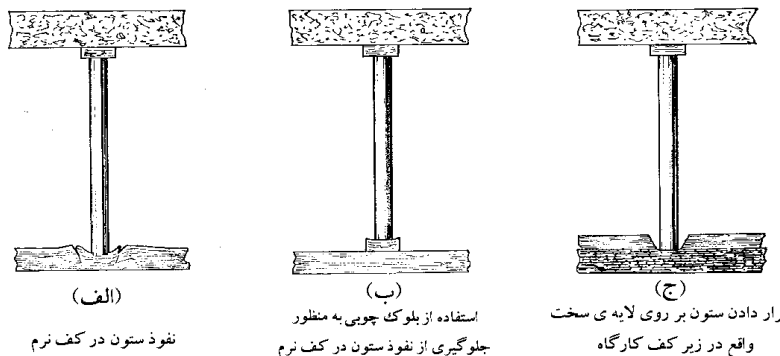 (الف)
نفوذ ستون در کف نرم
(ب)
استفاده از بلوک چوبی به منظور
جلوگیری از نفوذ ستون در کف نرم
(ج)
رار دادن ستون بر روی لایه ی سخت
واقع در زیر کف کارگاه